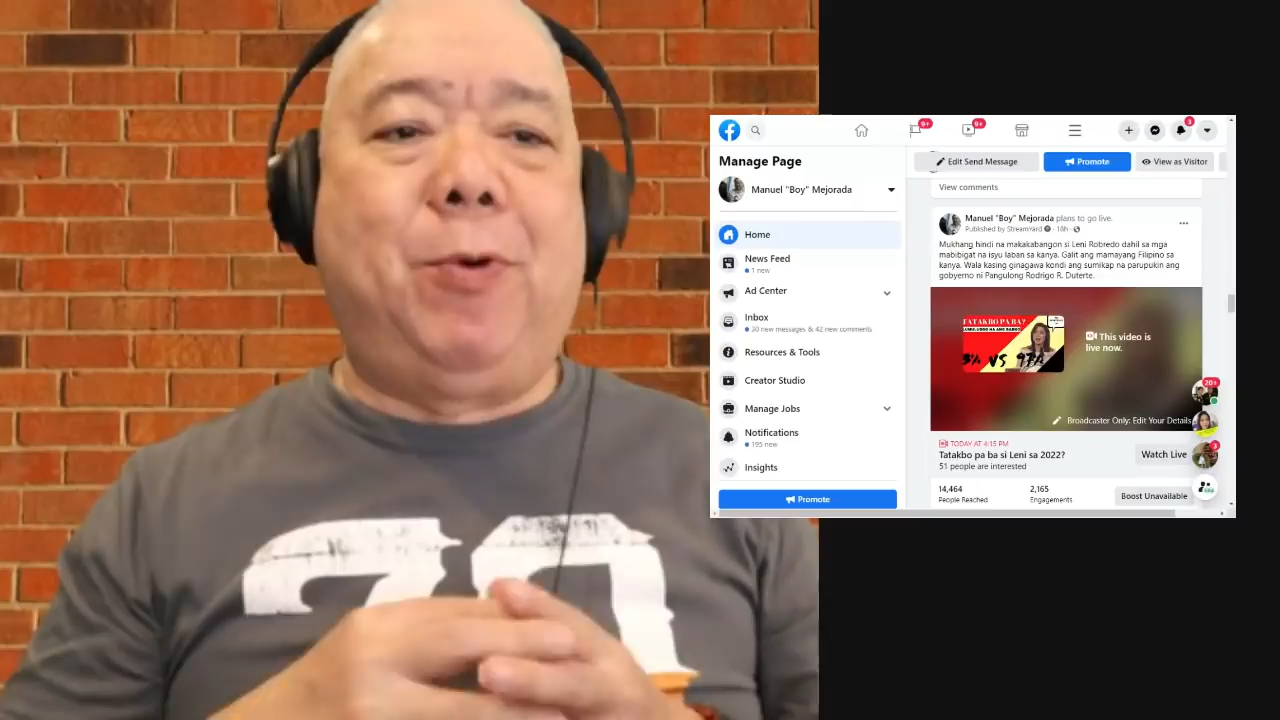 Manage Page
Manuel "Boy" Mejorada
Home
News Feed
1 new
Ad Center
Inbox
30 new messages & 42 new comments
Resources & Tools
Creator Studio
Manage Jobs
Notifications
195 new
Insights
Promote
9+
9+
3
Edit Send Message
Promote
View as Visitor
View comments
Manuel "Boy" Mejorada plans to go live.
Published by StreamYard · 18h ·
Mukhang hindi na makakabangon si Leni Robredo dahil sa mga
mabibigat na isyu laban sa kanya. Galit ang mamayang Filipino sa
kanya. Wala kasing ginagawa kondi ang sumikap na parupukin ang
gobyerno ni Pangulong Rodrigo R. Duterte.
TATAKBO PA BA?
This video is
live now.
Broadcaster Only: Edit Your Details
TODAY AT 4:15 PM
Tatakbo pa ba si Leni sa 2022?
51 people are interested
Watch Live
14,464
People Reached
2,165
Engagements
Boost Unavailable
20+